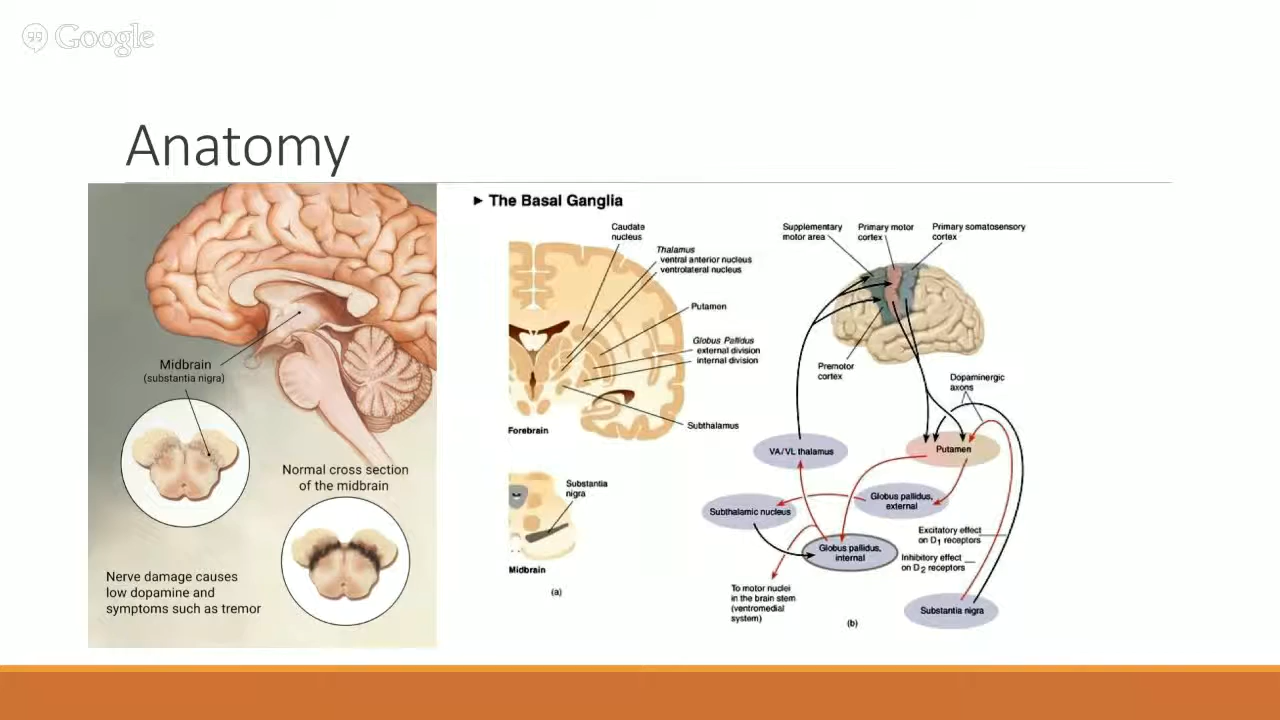 Google
Anatomy
Midbrain
(substantia nigra)
Normal cross section
of the midbrain
Nerve damage causes
low dopamine and
symptoms such as tremor
► The Basal Ganglia
Caudate
nucleus
Thalamus
ventral anterior nucleus
ventrolateral nucleus
Putamen
Globus Pallidus
external division
internal division
Subthalamus
Forebrain
Substantia
nigra
Midbrain
(a)
Supplementary
motor area
Primary motor
cortex
Primary somatosensory
cortex
Premotor
cortex
Dopaminergic
axons
VA/VL thalamus
Putamen
Globus pallidus,
external
Subthalamic nucleus
Excitatory effect
on D1 receptors
Globus pallidus,
internal
Inhibitory effect
on D2 receptors
To motor nuclei
in the brain stem
(ventromedial
system)
Substantia nigra
(b)